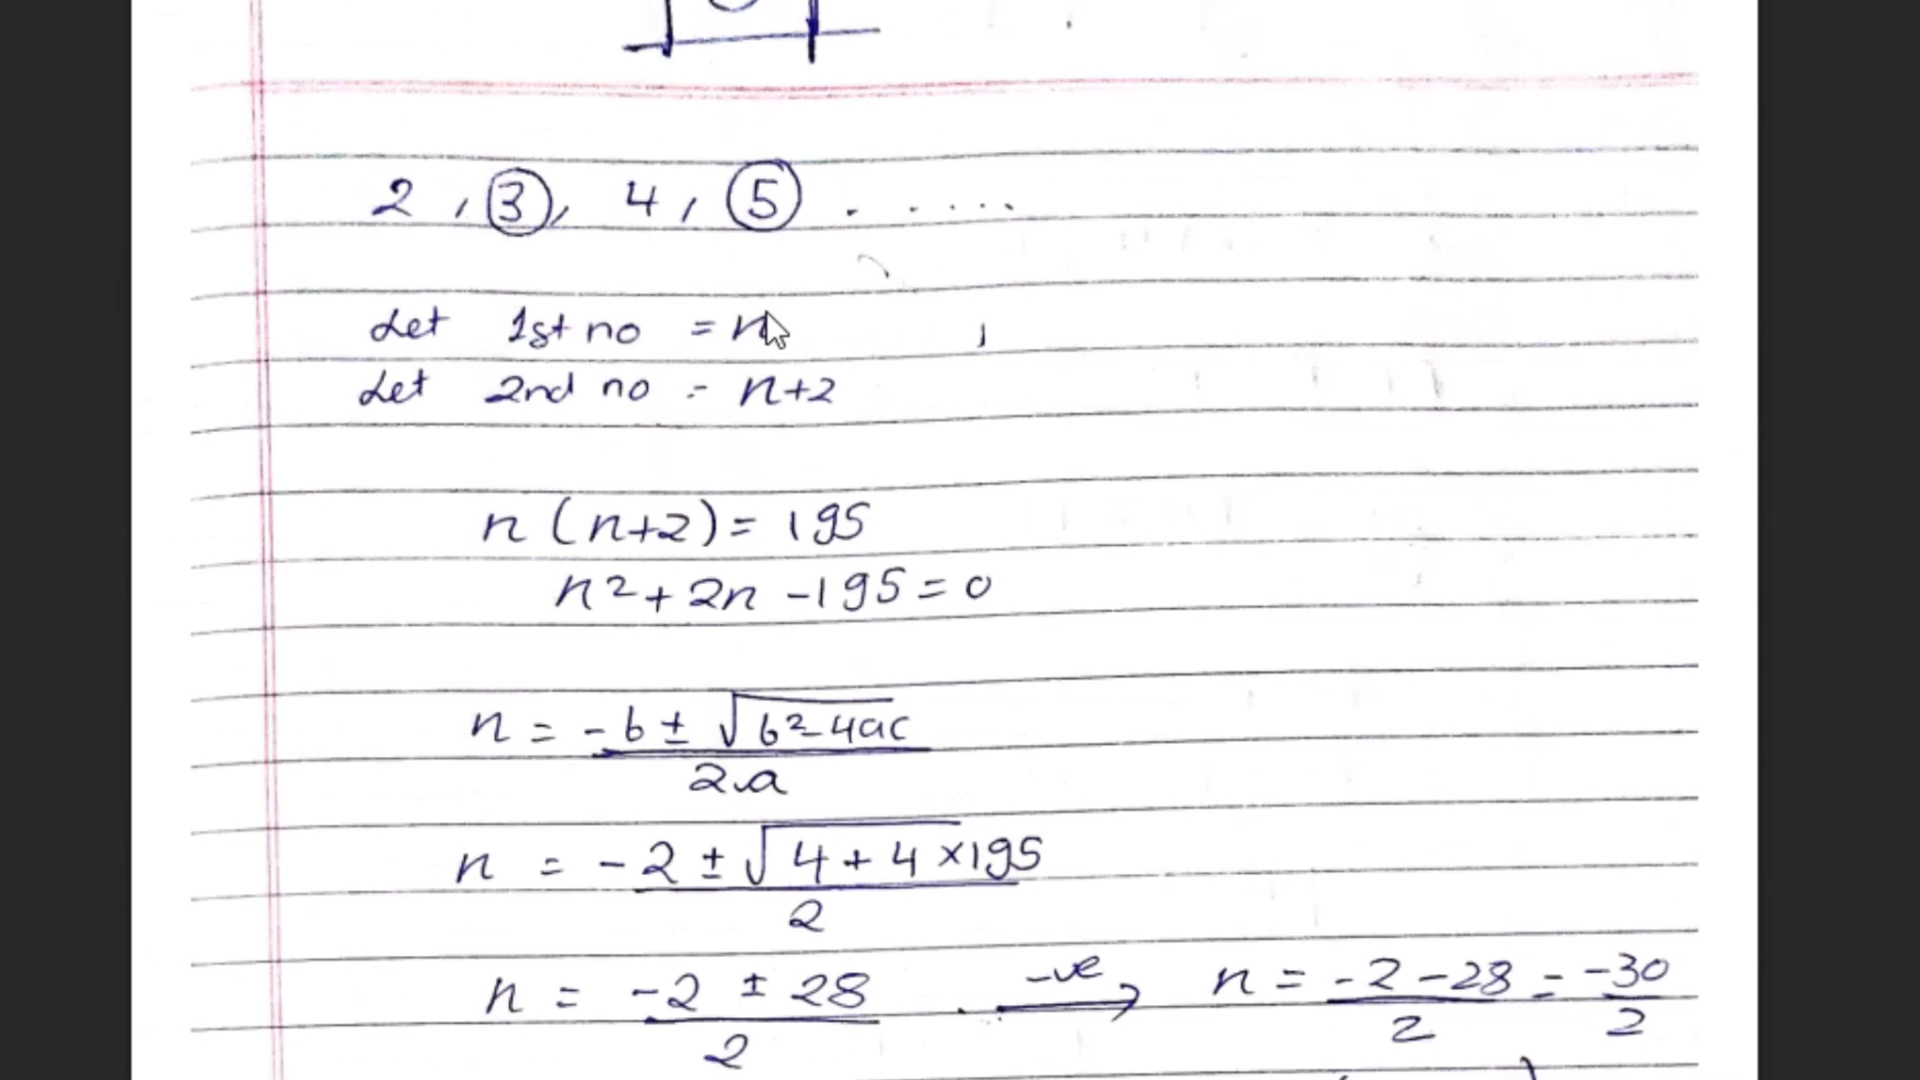 2 , 3, 4, 5 . . . . . .
Let 1st no = n
Let 2nd no = n+2
n (n+2) = 195
n² + 2n - 195 = 0
n = -b ± √b²-4ac
2a
n = -2 ± √4 + 4 ×195
2
n = -2 ± 28 -ve → n = -2 -28 = -30
2 2 2